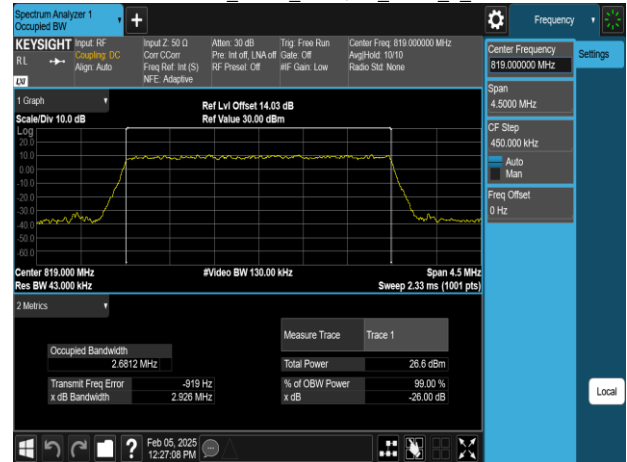 Spectrum Analyzer 1
Occupied BW
Frequency
KEYSIGHT
RL
LXI
Input: RF
Coupling: DC
Align: Auto
Input Z: 50 Ω
Corr CCorr
Freq Ref: Int (S)
NFE: Adaptive
Atten: 30 dB
Pre: Int off, LNA off
RF Preset: Off
Trig: Free Run
Gate: Off
#IF Gain: Low
Center Freq: 819.000000 MHz
Avg|Hold: 10/10
Radio Std: None
Center Frequency
819.000000 MHz
Settings
Span
4.5000 MHz
CF Step
450.000 kHz
Auto
Man
Freq Offset
0 Hz
Local
1 Graph
Scale/Div 10.0 dB
Ref Lvl Offset 14.03 dB
Ref Value 30.00 dBm
Log
20.0
10.0
0.00
-10.0
-20.0
-30.0
-40.0
-50.0
-60.0
Center 819.000 MHz
#Video BW 130.00 kHz
Span 4.5 MHz
Res BW 43.000 kHz
Sweep 2.33 ms (1001 pts)
2 Metrics
Measure Trace
Trace 1
Occupied Bandwidth
2.6812 MHz
Total Power
26.6 dBm
Transmit Freq Error
-919 Hz
% of OBW Power
99.00 %
x dB Bandwidth
2.926 MHz
x dB
-26.00 dB
?
Feb 05, 2025
12:27:08 PM